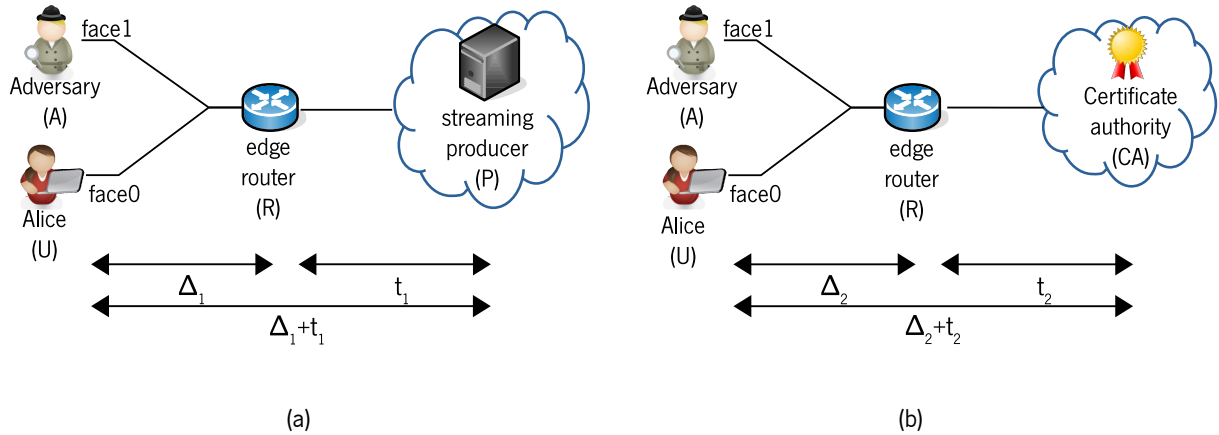 face1
Adversary
(A)
face0
Alice
(U)
edge
router
(R)
streaming
producer
(P)
Δ₁
t₁
Δ₁+t₁
(a)
face1
Adversary
(A)
face0
Alice
(U)
edge
router
(R)
Certificate
authority
(CA)
Δ₂
t₂
Δ₂+t₂
(b)